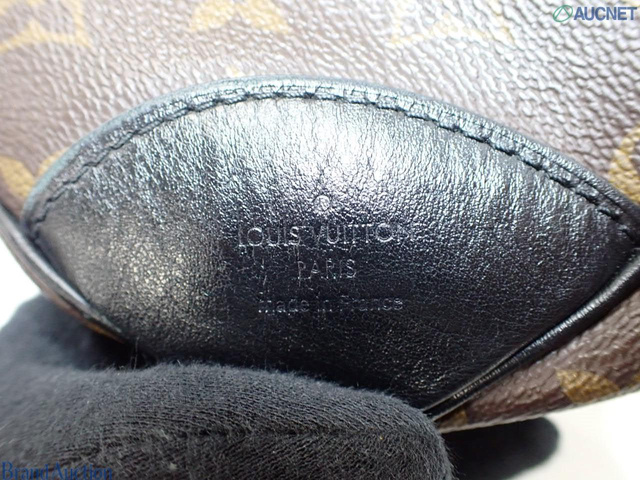 AUCNET
R
LOUIS VUITTON
PARIS
made in France
Brand Auction